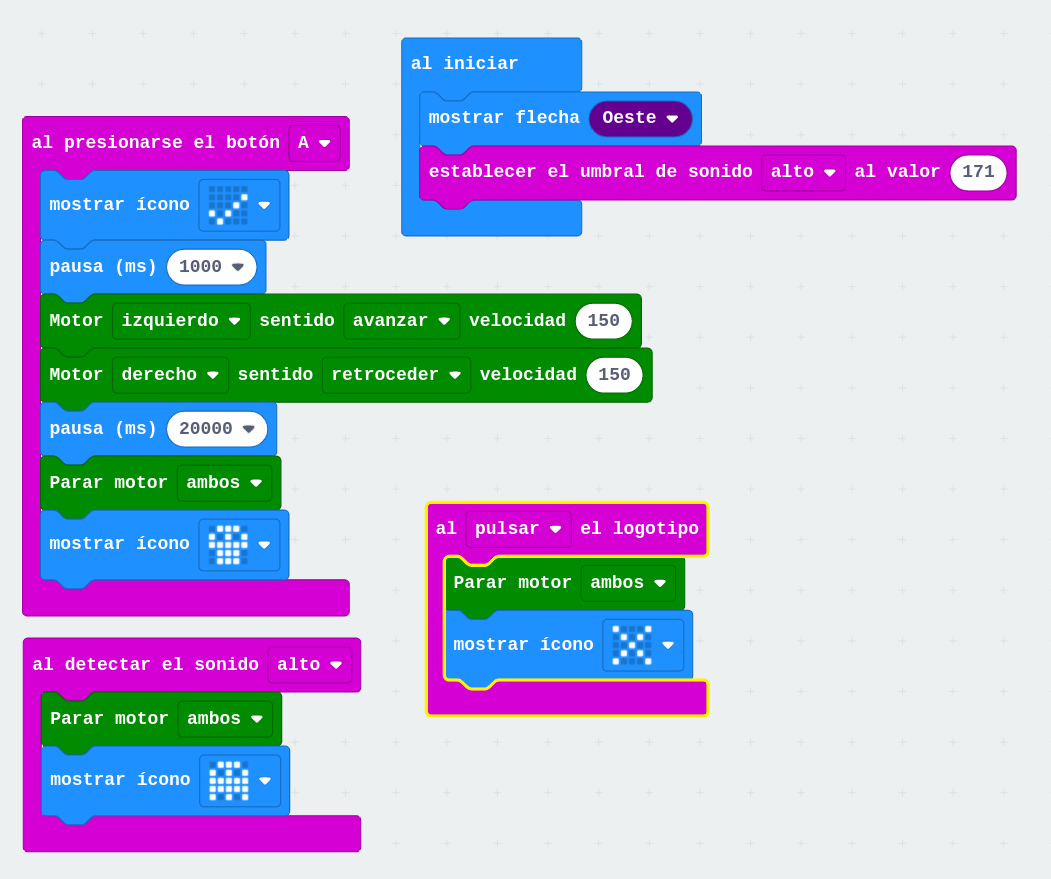 al iniciar
mostrar flecha Oeste
establecer el umbral de sonido alto al valor 171
al presionarse el botón A
mostrar ícono
pausa (ms) 1000
Motor izquierdo sentido avanzar velocidad 150
Motor derecho sentido retroceder velocidad 150
pausa (ms) 20000
Parar motor ambos
mostrar ícono
al pulsar el logotipo
Parar motor ambos
mostrar ícono
al detectar el sonido alto
Parar motor ambos
mostrar ícono